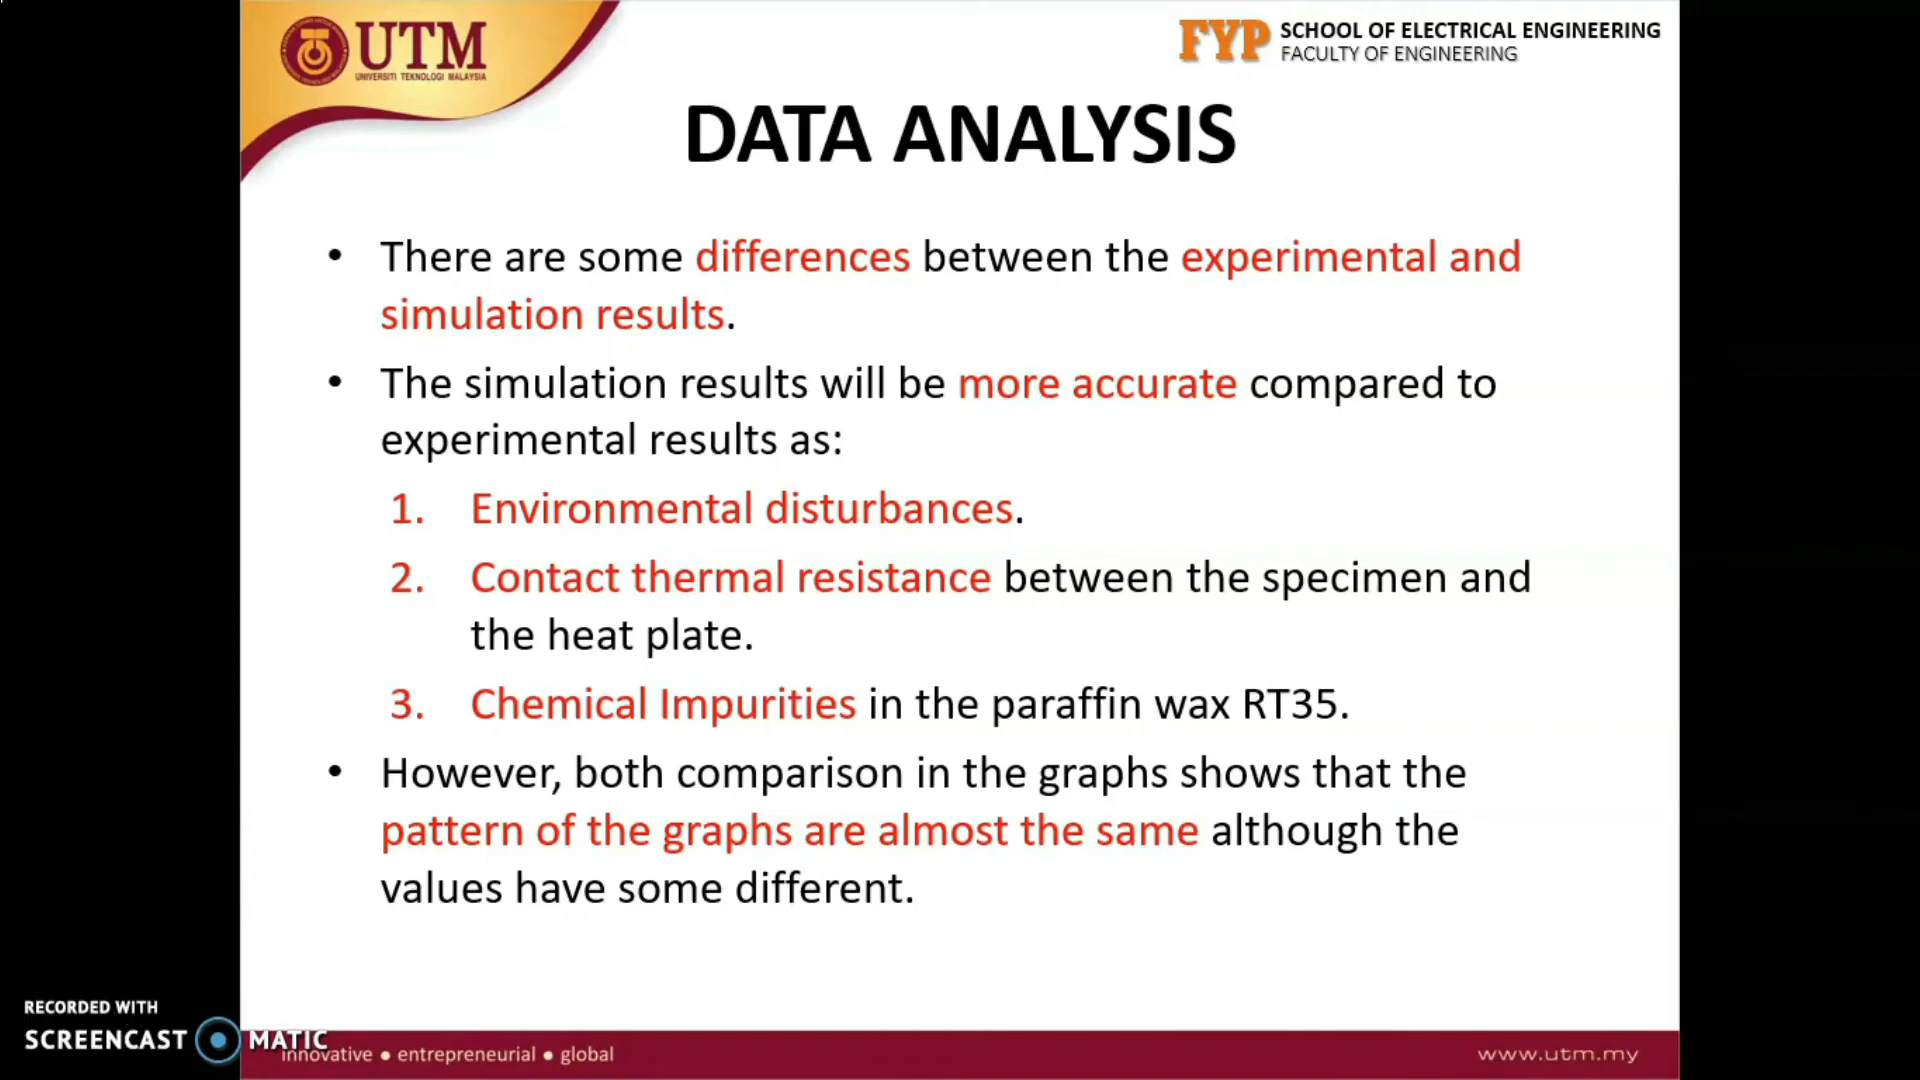 UTM
UNIVERSITI TEKNOLOGI MALAYSIA
FYP SCHOOL OF ELECTRICAL ENGINEERING
FACULTY OF ENGINEERING
DATA ANALYSIS
• There are some differences between the experimental and
simulation results.
• The simulation results will be more accurate compared to
experimental results as:
1. Environmental disturbances.
2. Contact thermal resistance between the specimen and
the heat plate.
3. Chemical Impurities in the paraffin wax RT35.
• However, both comparison in the graphs shows that the
pattern of the graphs are almost the same although the
values have some different.
RECORDED WITH
SCREENCAST MATIC
innovative ● entrepreneurial ● global
www.utm.my